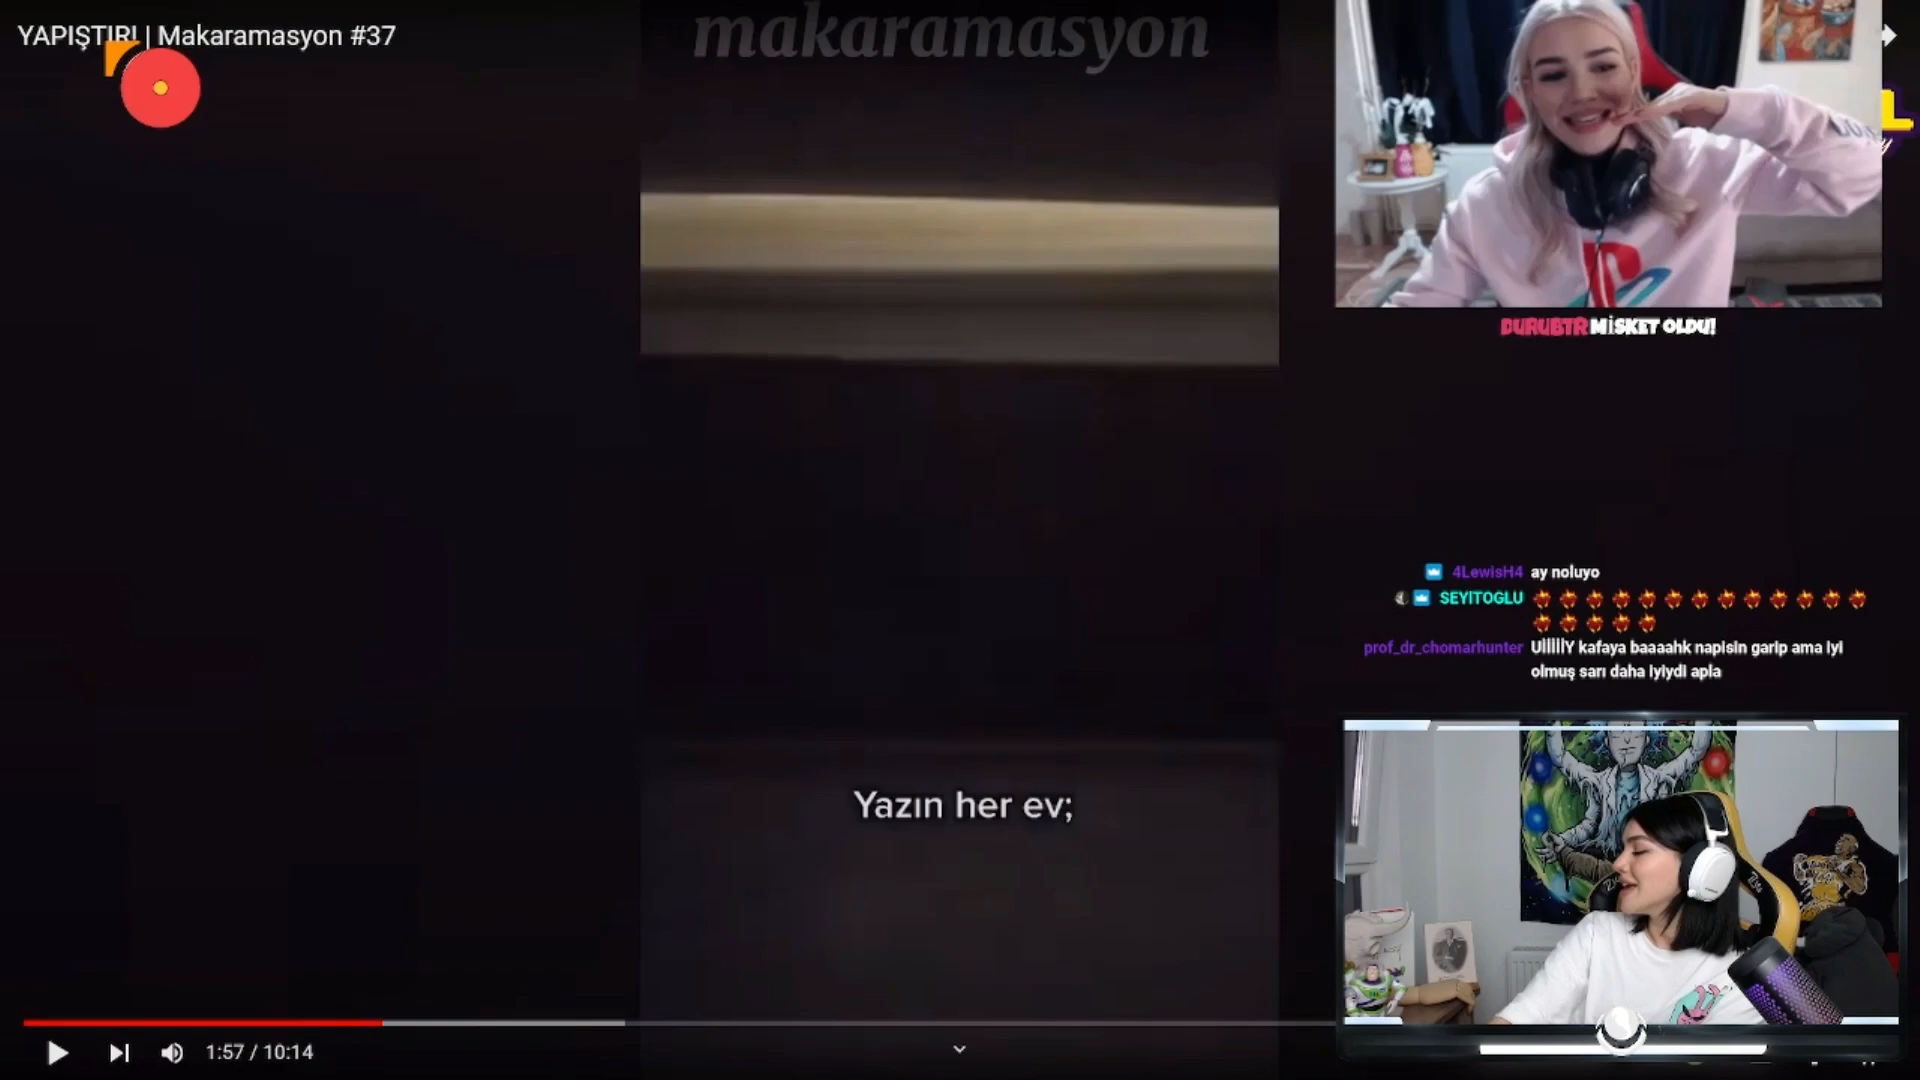 YAPIŞTIR! | Makaramasyon #37
makaramasyon
DURUBTR MİSKET OLDU!
4LewisH4 ay noluyo
SEYITOGLU
prof_dr_chomarhunter UİİİİİY kafaya baaaahk napisin garip ama iyi
olmuş sarı daha iyiydi apla
Yazın her ev;
1:57 / 10:14